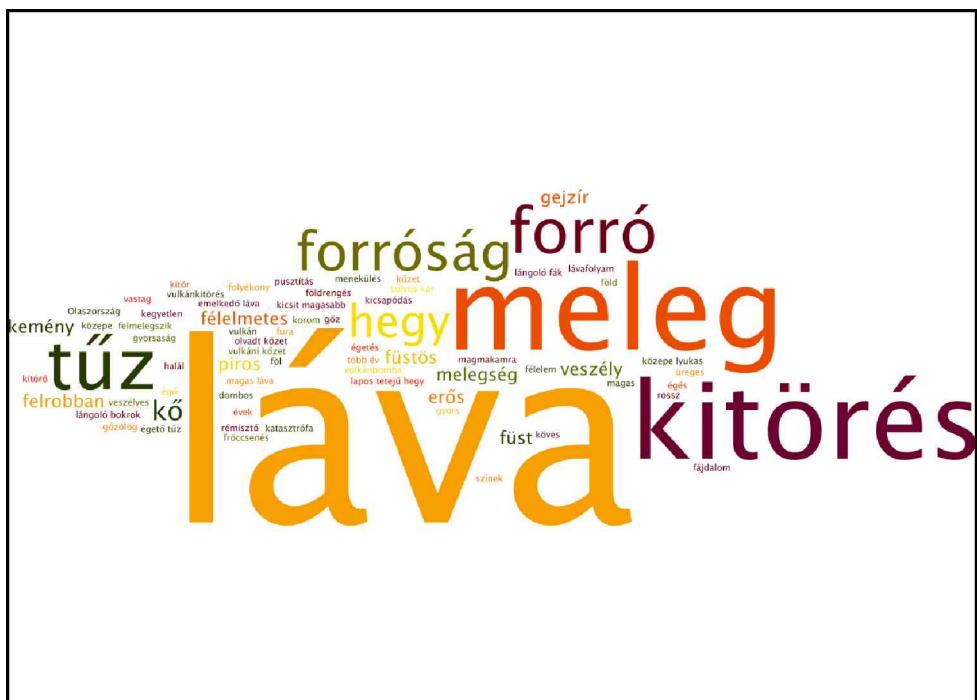 gejzír
forró
forróság
lángoló fák
lávafolyam
föld
pusztítás
menekülés
kőzet
súlyos kár
kitör
folyékony
vulkánkitörés
földrengés
kicsapódás
vastag
emelkedő láva
kicsit magasabb
meleg
Olaszország
kegyetlen
félelmetes
korom
gőz
hegy
kemény
közepe
felmelegszik
vulkán
fura
gyorsaság
olvadt kőzet
égetés
tűz
vulkáni kőzet
föl
több év
füstös
magmakamra
közepe lyukas
halál
piros
vulkánbomba
melegség
félelem
veszély
üreges
kitörő
magas láva
lapos tetejű hegy
magas
égés
égő
rossz
felrobban
veszélyes
dombos
erős
lángoló bokrok
kő
évek
gyors
kitörés
gőzölög
égető tűz
rémisztő
katasztrófa
füst
köves
fröccsenés
láva
fájdalom
színek